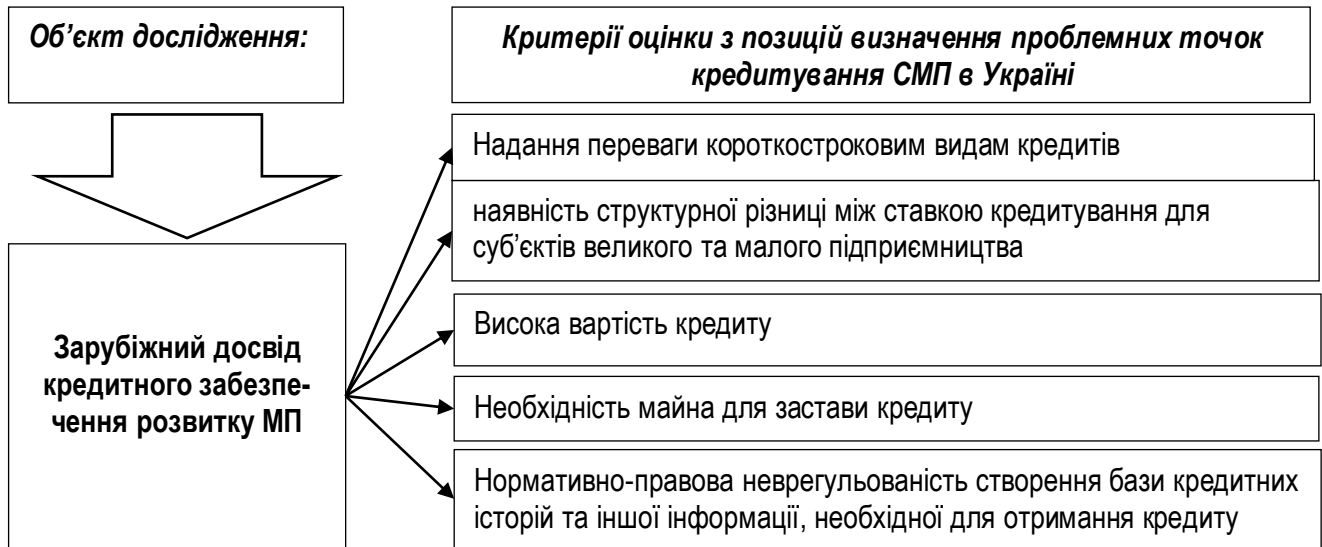 Об’єкт дослідження:
Критерії оцінки з позицій визначення проблемних точок
кредитування СМП в Україні
Надання переваги короткостроковим видам кредитів
наявність структурної різниці між ставкою кредитування для
суб’єктів великого та малого підприємництва
Зарубіжний досвід
кредитного забезпе-
чення розвитку МП
Висока вартість кредиту
Необхідність майна для застави кредиту
Нормативно-правова неврегульованість створення бази кредитних
історій та іншої інформації, необхідної для отримання кредиту